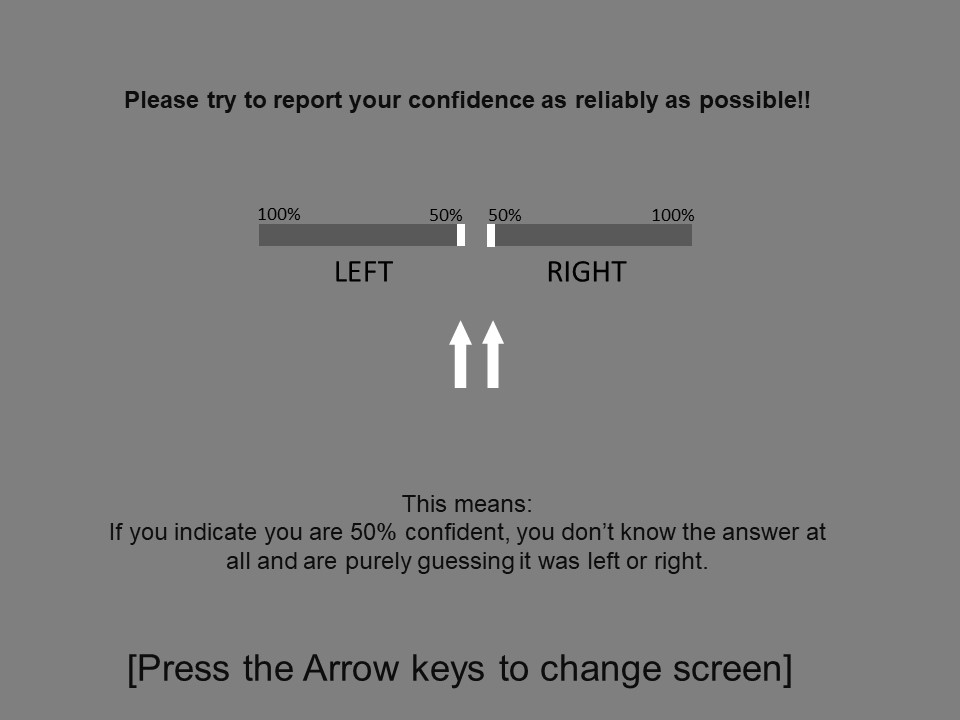 Please try to report your confidence as reliably as possible!!
100% 50% 50% 100%
LEFT RIGHT
This means:
If you indicate you are 50% confident, you don’t know the answer at
all and are purely guessing it was left or right.
[Press the Arrow keys to change screen]